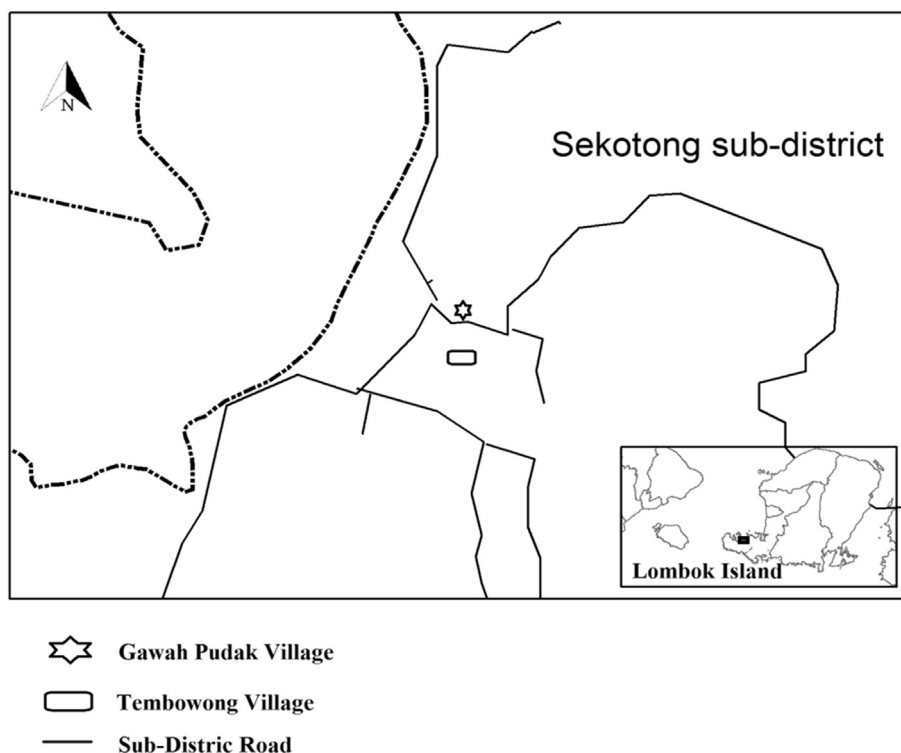 N
Sekotong sub-district
Lombok Island
Gawah Pudak Village
Tembowong Village
Sub-Distric Road